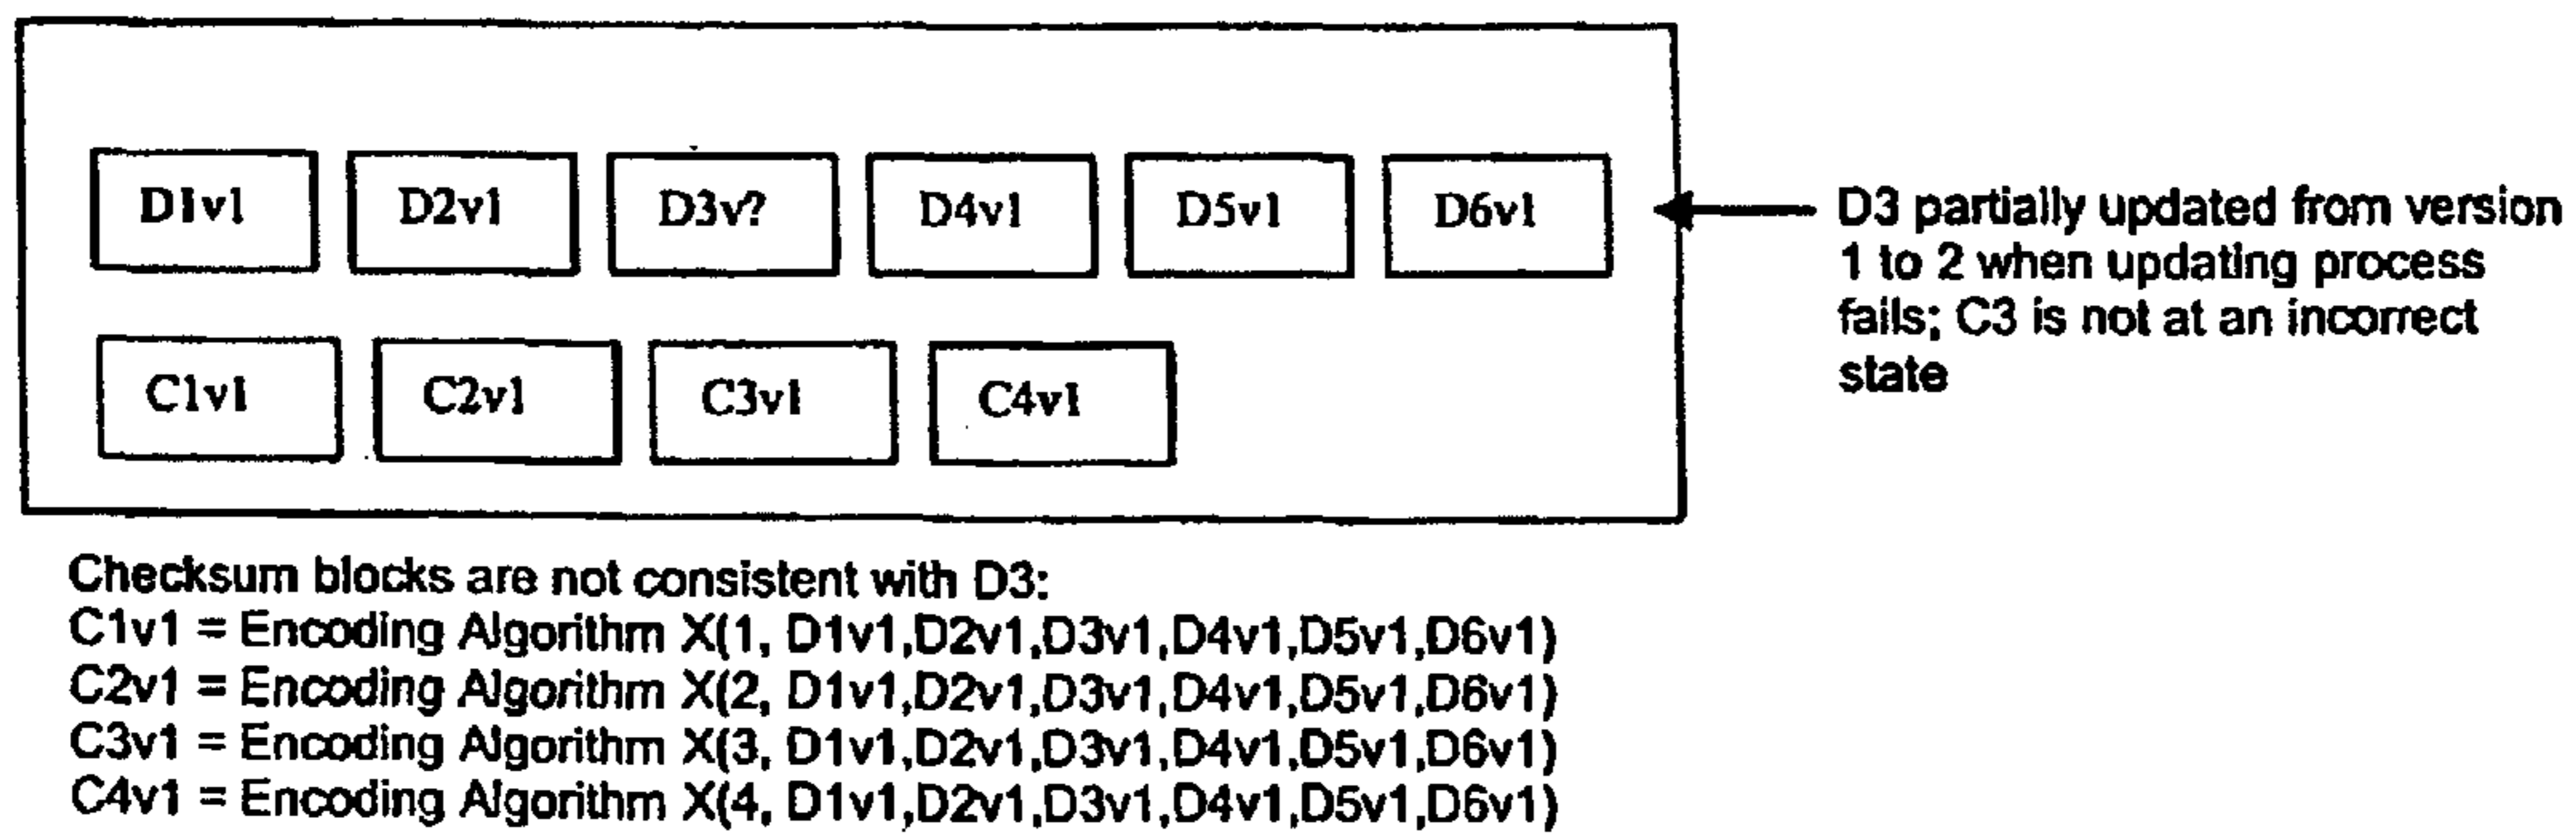 D1v1 D2v1 D3v? D4v1 D5v1 D6v1
D3 partially updated from version
1 to 2 when updating process
fails; C3 is not at an incorrect
state
C1v1 C2v1 C3v1 C4v1
Checksum blocks are not consistent with D3:
C1v1 = Encoding Algorithm X(1, D1v1,D2v1,D3v1,D4v1,D5v1,D6v1)
C2v1 = Encoding Algorithm X(2, D1v1,D2v1,D3v1,D4v1,D5v1,D6v1)
C3v1 = Encoding Algorithm X(3, D1v1,D2v1,D3v1,D4v1,D5v1,D6v1)
C4v1 = Encoding Algorithm X(4, D1v1,D2v1,D3v1,D4v1,D5v1,D6v1)